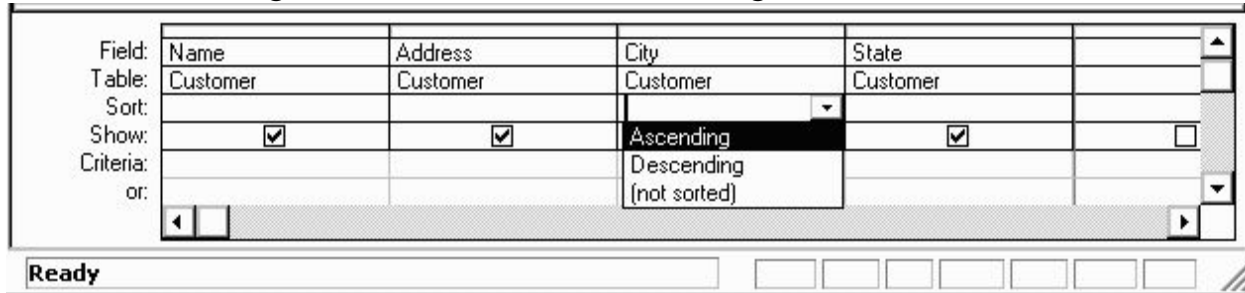 Field: Name Address City State
Table: Customer Customer Customer Customer
Sort:
Show: Ascending
Criteria: Descending
or: (not sorted)
Ready